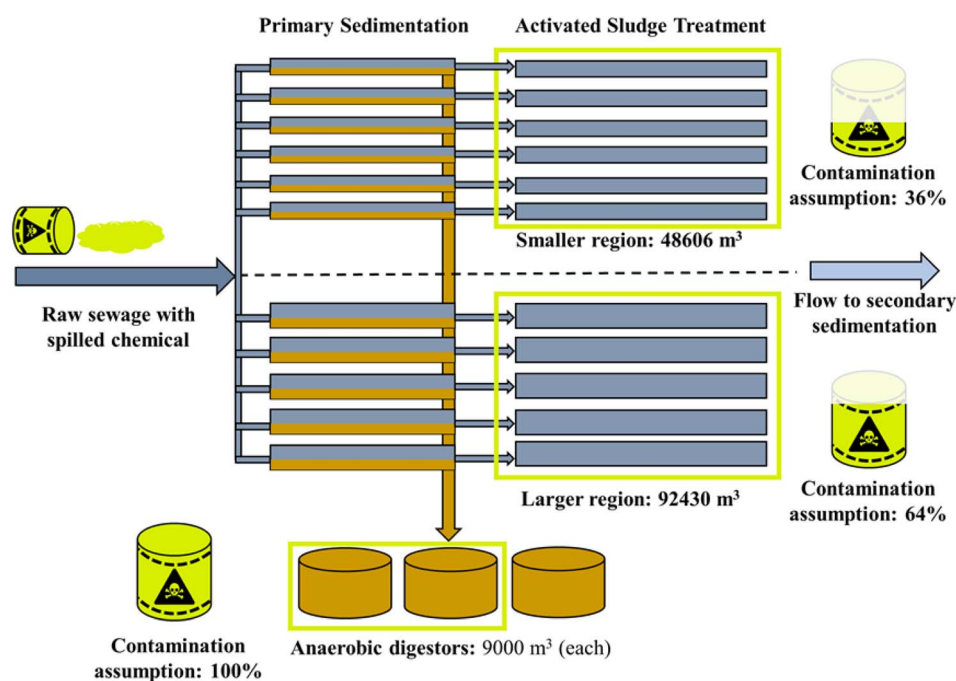 Primary Sedimentation
Activated Sludge Treatment
Contamination
assumption: 36%
Smaller region: 48606 m³
Raw sewage with
spilled chemical
Flow to secondary
sedimentation
Larger region: 92430 m³
Contamination
assumption: 64%
Contamination
assumption: 100%
Anaerobic digestors: 9000 m³ (each)